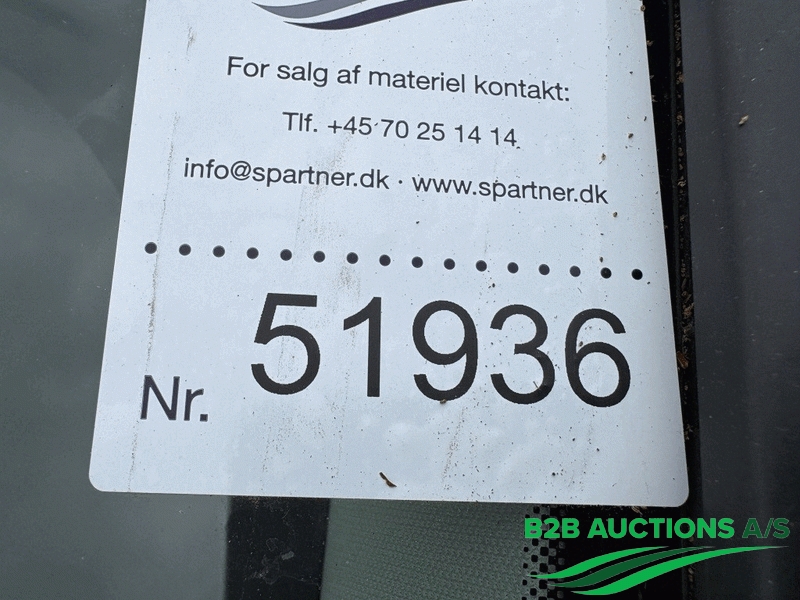 For salg af materiel kontakt:
Tlf. +45 70 25 14 14
info@spartner.dk · www.spartner.dk
Nr. 51936
B2B AUCTIONS A/S